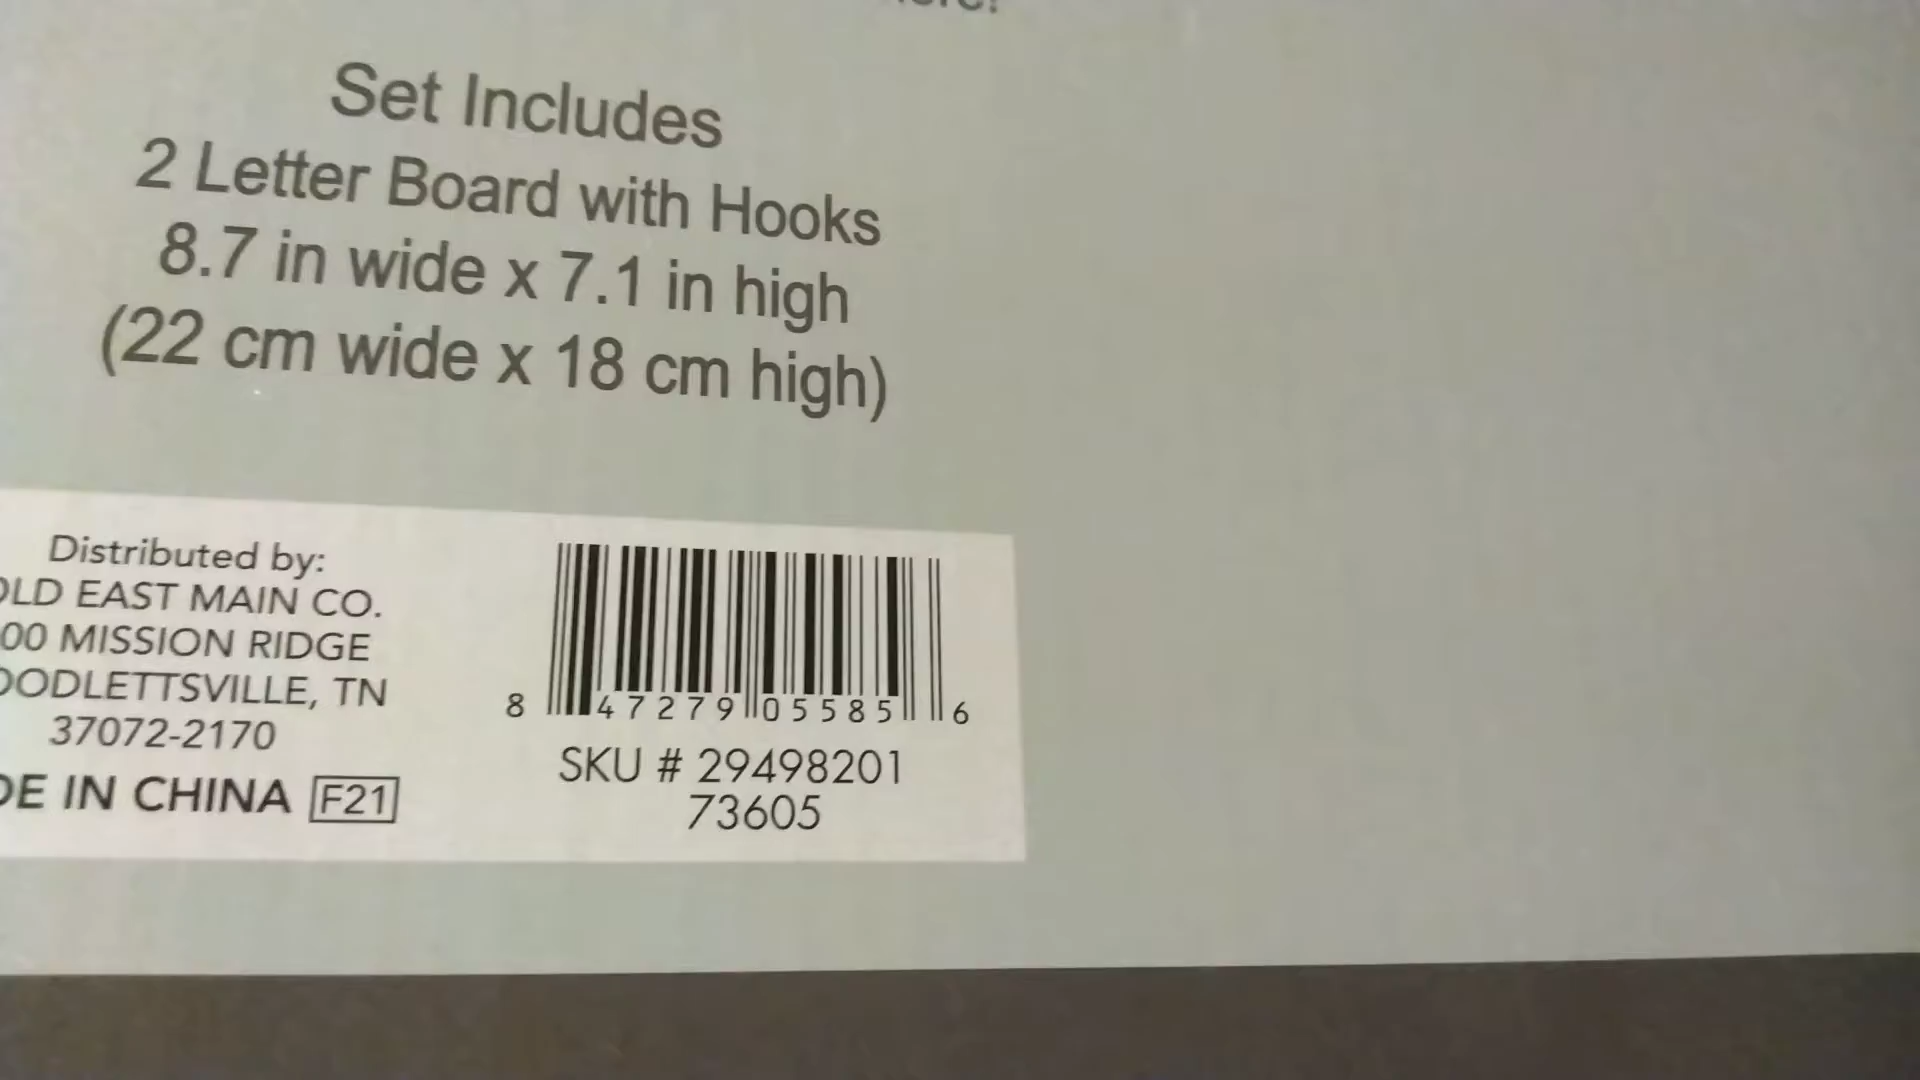 Set Includes
2 Letter Board with Hooks
8.7 in wide x 7.1 in high
(22 cm wide x 18 cm high)
Distributed by:
OLD EAST MAIN CO.
00 MISSION RIDGE
OODLETTSVILLE, TN
37072-2170
DE IN CHINA F21
8 47279 05585 6
SKU # 29498201
73605